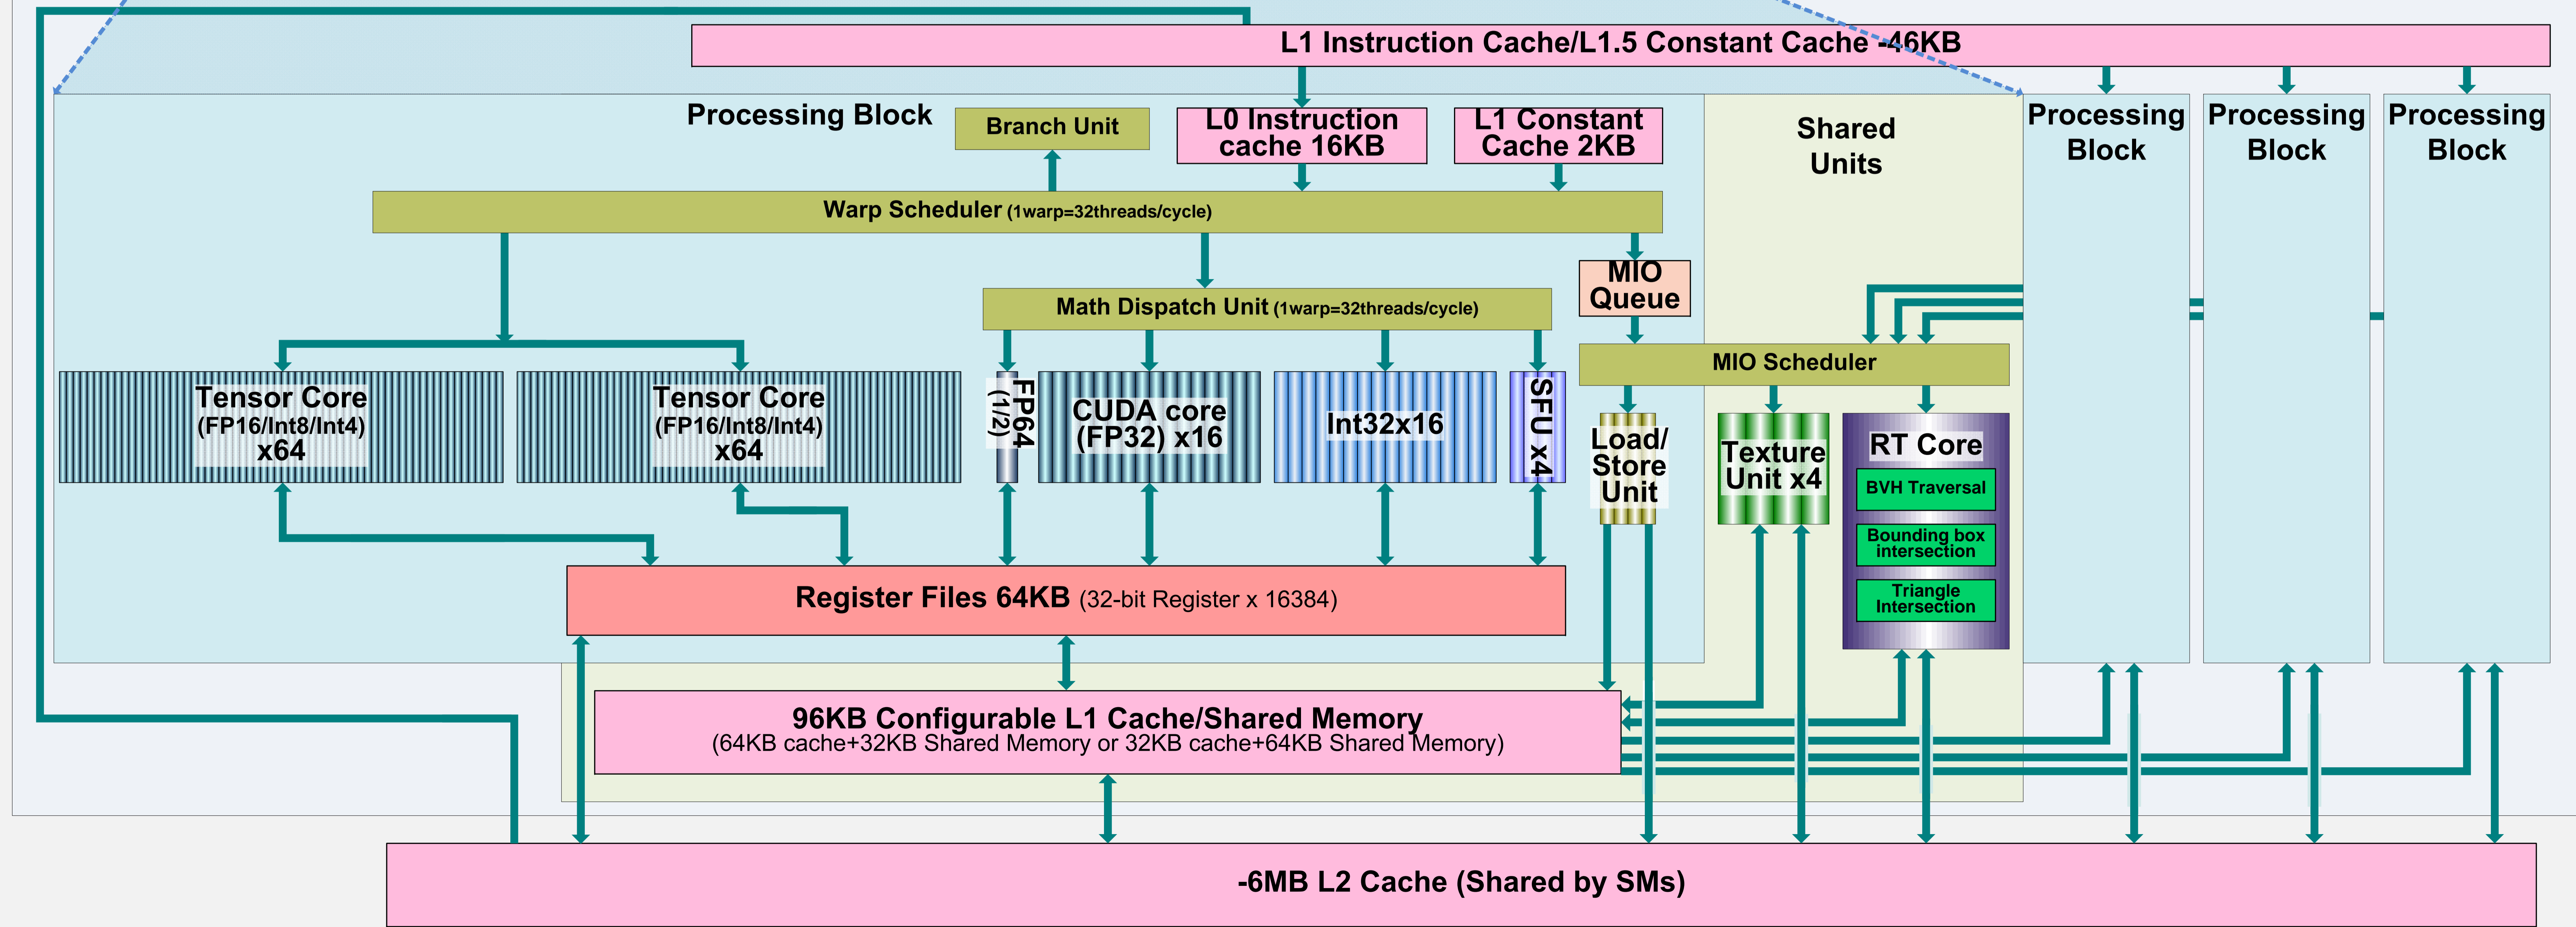 L1 Instruction Cache/L1.5 Constant Cache -46KB
Processing Block
Branch Unit
L0 Instruction
cache 16KB
L1 Constant
Cache 2KB
Shared
Units
Processing
Block
Processing
Block
Processing
Block
Warp Scheduler (1warp=32threads/cycle)
MIO
Queue
Math Dispatch Unit (1warp=32threads/cycle)
MIO Scheduler
Tensor Core
(FP16/Int8/Int4)
x64
Tensor Core
(FP16/Int8/Int4)
x64
FP64
(1/2)
CUDA core
(FP32) x16
Int32x16
SFU x4
Load/
Store
Unit
Texture
Unit x4
RT Core
BVH Traversal
Bounding box
intersection
Triangle
Intersection
Register Files 64KB (32-bit Register x 16384)
96KB Configurable L1 Cache/Shared Memory
(64KB cache+32KB Shared Memory or 32KB cache+64KB Shared Memory)
-6MB L2 Cache (Shared by SMs)